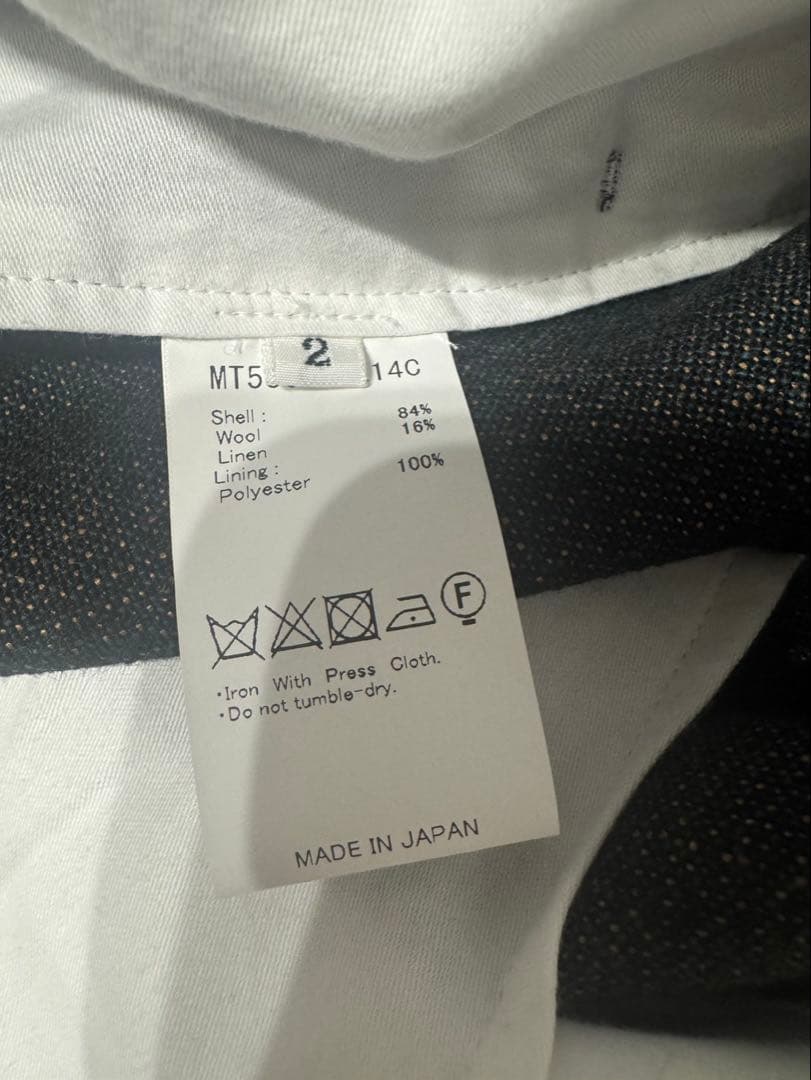 2
MT5 14C
Shell :
Wool 84%
Linen 16%
Lining :
Polyester 100%
F
・Iron With Press Cloth.
・Do not tumble-dry.
MADE IN JAPAN